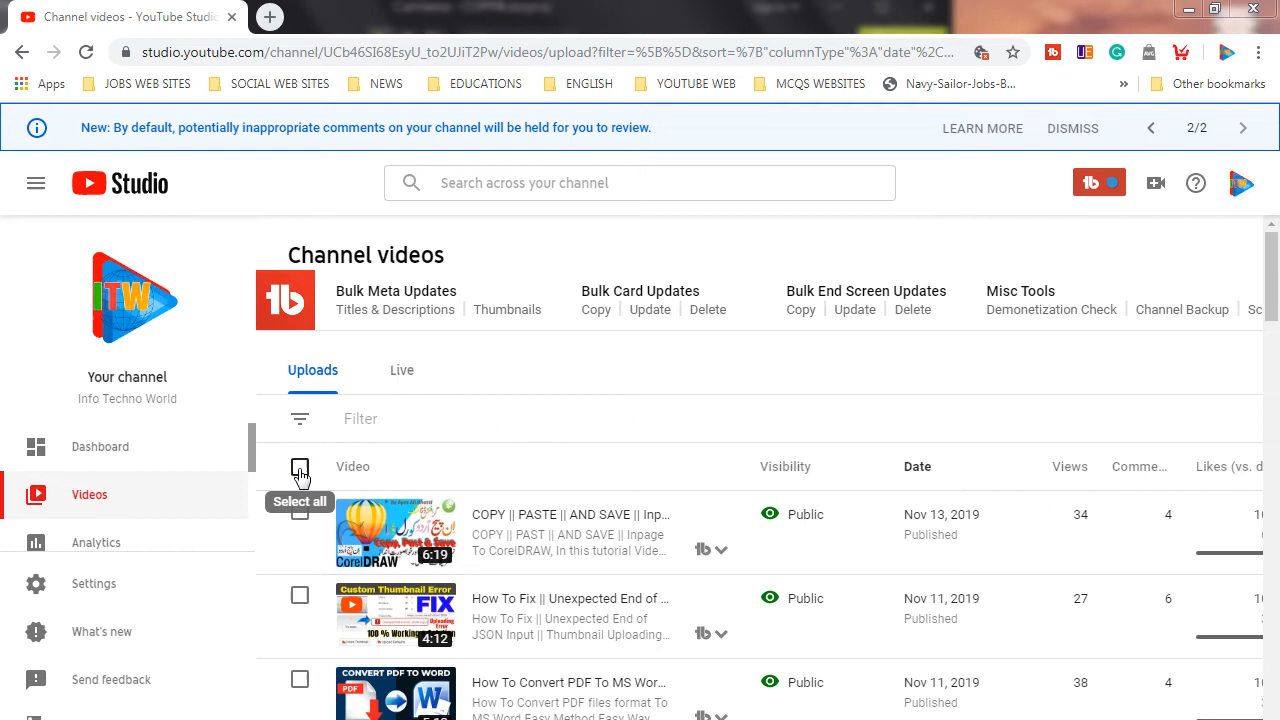 Channel videos - YouTube Studio
studio.youtube.com/channel/UCb46SI68EsyU_to2UJiT2Pw/videos/upload?filter=%5B%5D&sort=%7B"columnType"%3A"date"%2C...
Apps JOBS WEB SITES SOCIAL WEB SITES NEWS EDUCATIONS ENGLISH YOUTUBE WEB MCQS WEBSITES Navy-Sailor-Jobs-B... » Other bookmarks
New: By default, potentially inappropriate comments on your channel will be held for you to review. LEARN MORE DISMISS 2/2
Studio
Search across your channel
Channel videos
Bulk Meta Updates Bulk Card Updates Bulk End Screen Updates Misc Tools
Titles & Descriptions Thumbnails Copy Update Delete Copy Update Delete Demonetization Check Channel Backup Sc
ITW
Your channel
Info Techno World
Uploads Live
Filter
Dashboard
Videos
Analytics
Settings
What's new
Send feedback
Video Visibility Date Views Comme... Likes (vs. d
Select all
COPY || PASTE || AND SAVE || Inp... Public Nov 13, 2019 34 4
COPY || PASTE || AND SAVE || Inpage Published
To CorelDRAW, In this tutorial Vide...
Copy, Past & Save
CorelDRAW
6:19
How To Fix || Unexpected End of ... Public Nov 11, 2019 22 6
How To Fix || Unexpected End of Published
JSON Input || Thumbnail Uploading...
Custom Thumbnail Error
FIX
Uploading Error
4:12
How To Convert PDF To MS Wor... Public Nov 11, 2019 38 4
How To Convert PDF files format To Published
MS Word Easy Method Easy Way
CONVERT PDF TO WORD
PDF
W